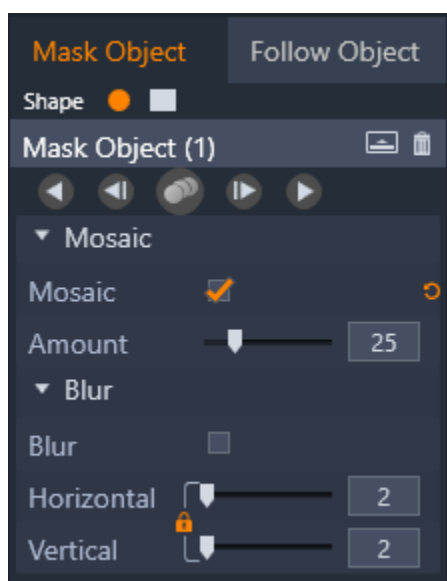 Mask Object Follow Object
Shape
Mask Object (1)
Mosaic
Mosaic
Amount 25
Blur
Blur
Horizontal 2
Vertical 2